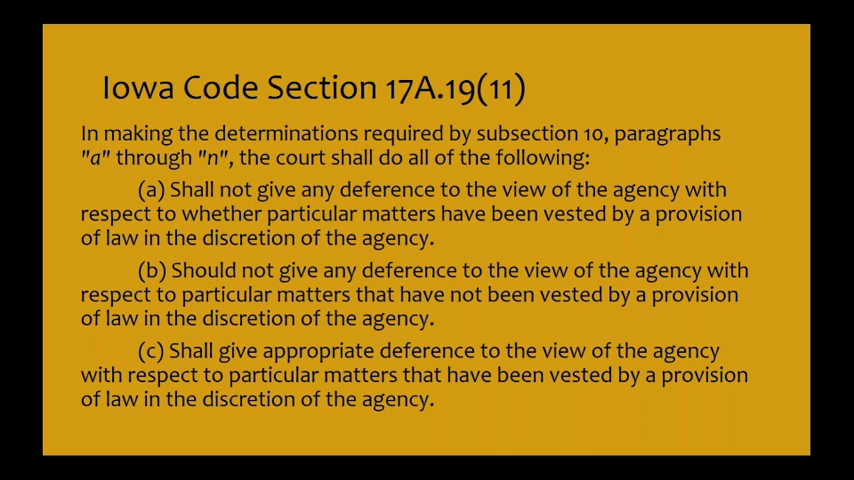 Iowa Code Section 17A.19(11)
In making the determinations required by subsection 10, paragraphs
"a" through "n", the court shall do all of the following:
(a) Shall not give any deference to the view of the agency with
respect to whether particular matters have been vested by a provision
of law in the discretion of the agency.
(b) Should not give any deference to the view of the agency with
respect to particular matters that have not been vested by a provision
of law in the discretion of the agency.
(c) Shall give appropriate deference to the view of the agency
with respect to particular matters that have been vested by a provision
of law in the discretion of the agency.